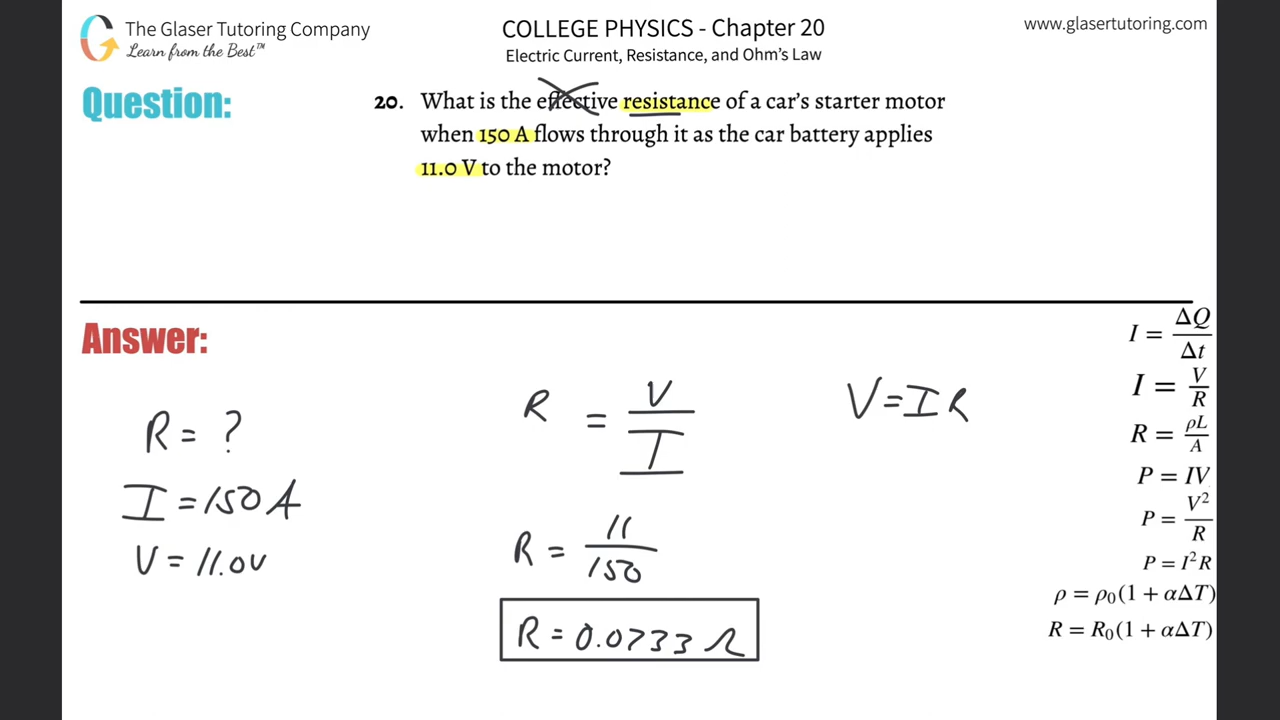 The Glaser Tutoring Company
Learn from the Best™
COLLEGE PHYSICS - Chapter 20
Electric Current, Resistance, and Ohm's Law
www.glasertutoring.com
Question:
20. What is the effective resistance of a car's starter motor
when 150 A flows through it as the car battery applies
11.0 V to the motor?
Answer:
R = ?
I = 150 A
V = 11.0V
R = V/I
R = 11/150
R = 0.0733 Ω
V = IR
I = ΔQ/Δt
I = V/R
R = ρL/A
P = IV
P = V²/R
P = I²R
ρ = ρ₀(1 + αΔT)
R = R₀(1 + αΔT)